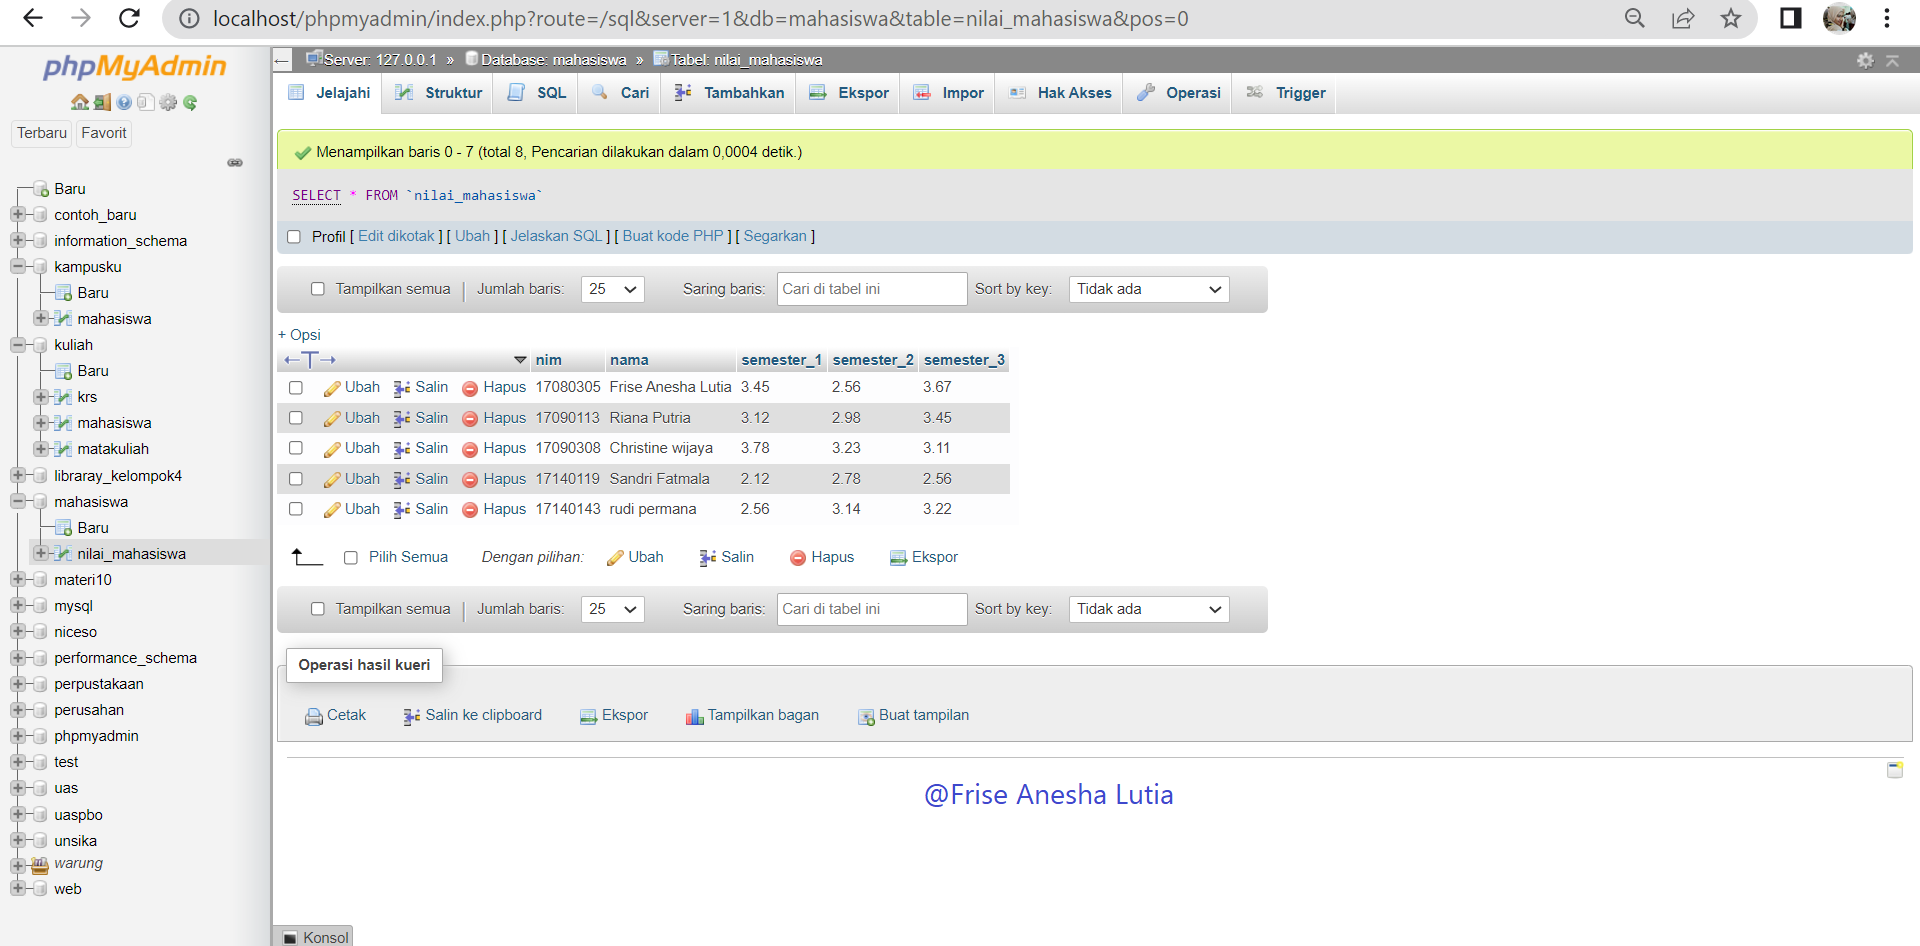 localhost/phpmyadmin/index.php?route=/sql&server=1&db=mahasiswa&table=nilai_mahasiswa&pos=0
phpMyAdmin
Terbaru Favorit
Baru
contoh_baru
information_schema
kampusku
Baru
mahasiswa
kuliah
Baru
krs
mahasiswa
matakuliah
libraray_kelompok4
mahasiswa
Baru
nilai_mahasiswa
materi10
mysql
niceso
performance_schema
perpustakaan
perusahan
phpmyadmin
test
uas
uaspbo
unsika
warung
web
Server: 127.0.0.1 » Database: mahasiswa » Tabel: nilai_mahasiswa
Jelajahi Struktur SQL Cari Tambahkan Ekspor Impor Hak Akses Operasi Trigger
Menampilkan baris 0 - 7 (total 8, Pencarian dilakukan dalam 0,0004 detik.)
SELECT * FROM `nilai_mahasiswa`
Profil [ Edit dikotak ] [ Ubah ] [ Jelaskan SQL ] [ Buat kode PHP ] [ Segarkan ]
Tampilkan semua | Jumlah baris: 25 Saring baris: Cari di tabel ini Sort by key: Tidak ada
+ Opsi
←T→ nim nama semester_1 semester_2 semester_3
Ubah Salin Hapus 17080305 Frise Anesha Lutia 3.45 2.56 3.67
Ubah Salin Hapus 17090113 Riana Putria 3.12 2.98 3.45
Ubah Salin Hapus 17090308 Christine wijaya 3.78 3.23 3.11
Ubah Salin Hapus 17140119 Sandri Fatmala 2.12 2.78 2.56
Ubah Salin Hapus 17140143 rudi permana 2.56 3.14 3.22
Pilih Semua Dengan pilihan: Ubah Salin Hapus Ekspor
Tampilkan semua | Jumlah baris: 25 Saring baris: Cari di tabel ini Sort by key: Tidak ada
Operasi hasil kueri
Cetak Salin ke clipboard Ekspor Tampilkan bagan Buat tampilan
@Frise Anesha Lutia
Konsol